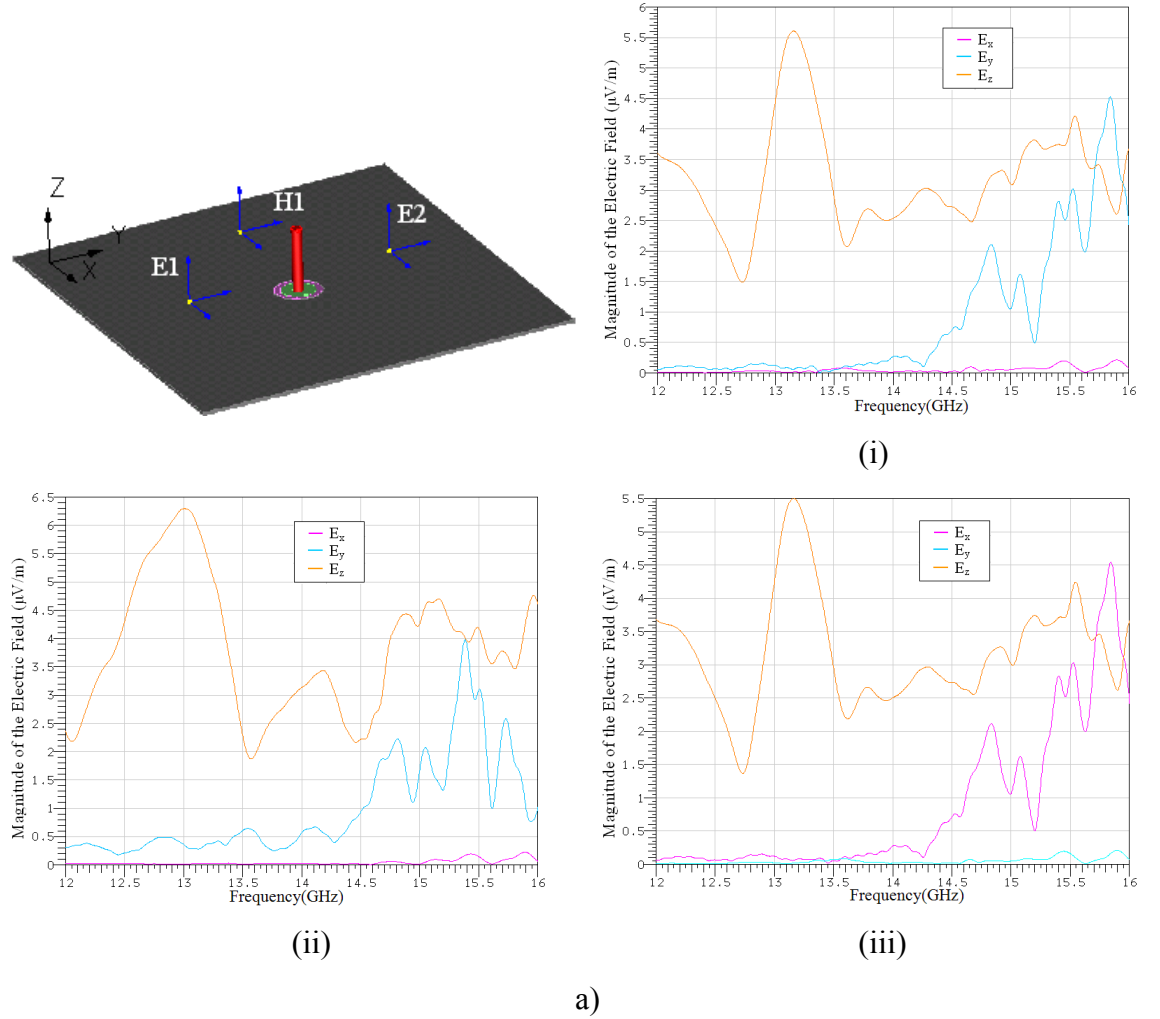 Z
Y
X
H1
E2
E1
Magnitude of the Electric Field (μV/m)
6
5.5
5
4.5
4
3.5
3
2.5
2
1.5
1
0.5
0
Ex
Ey
Ez
12 12.5 13 13.5 14 14.5 15 15.5 16
Frequency(GHz)
(i)
Magnitude of the Electric Field (μV/m)
6.5
6
5.5
5
4.5
4
3.5
3
2.5
2
1.5
1
0.5
0
Ex
Ey
Ez
12 12.5 13 13.5 14 14.5 15 15.5 16
Frequency(GHz)
(ii)
Magnitude of the Electric Field (μV/m)
5.5
5
4.5
4
3.5
3
2.5
2
1.5
1
0.5
0
Ex
Ey
Ez
12 12.5 13 13.5 14 14.5 15 15.5 16
Frequency(GHz)
(iii)
a)